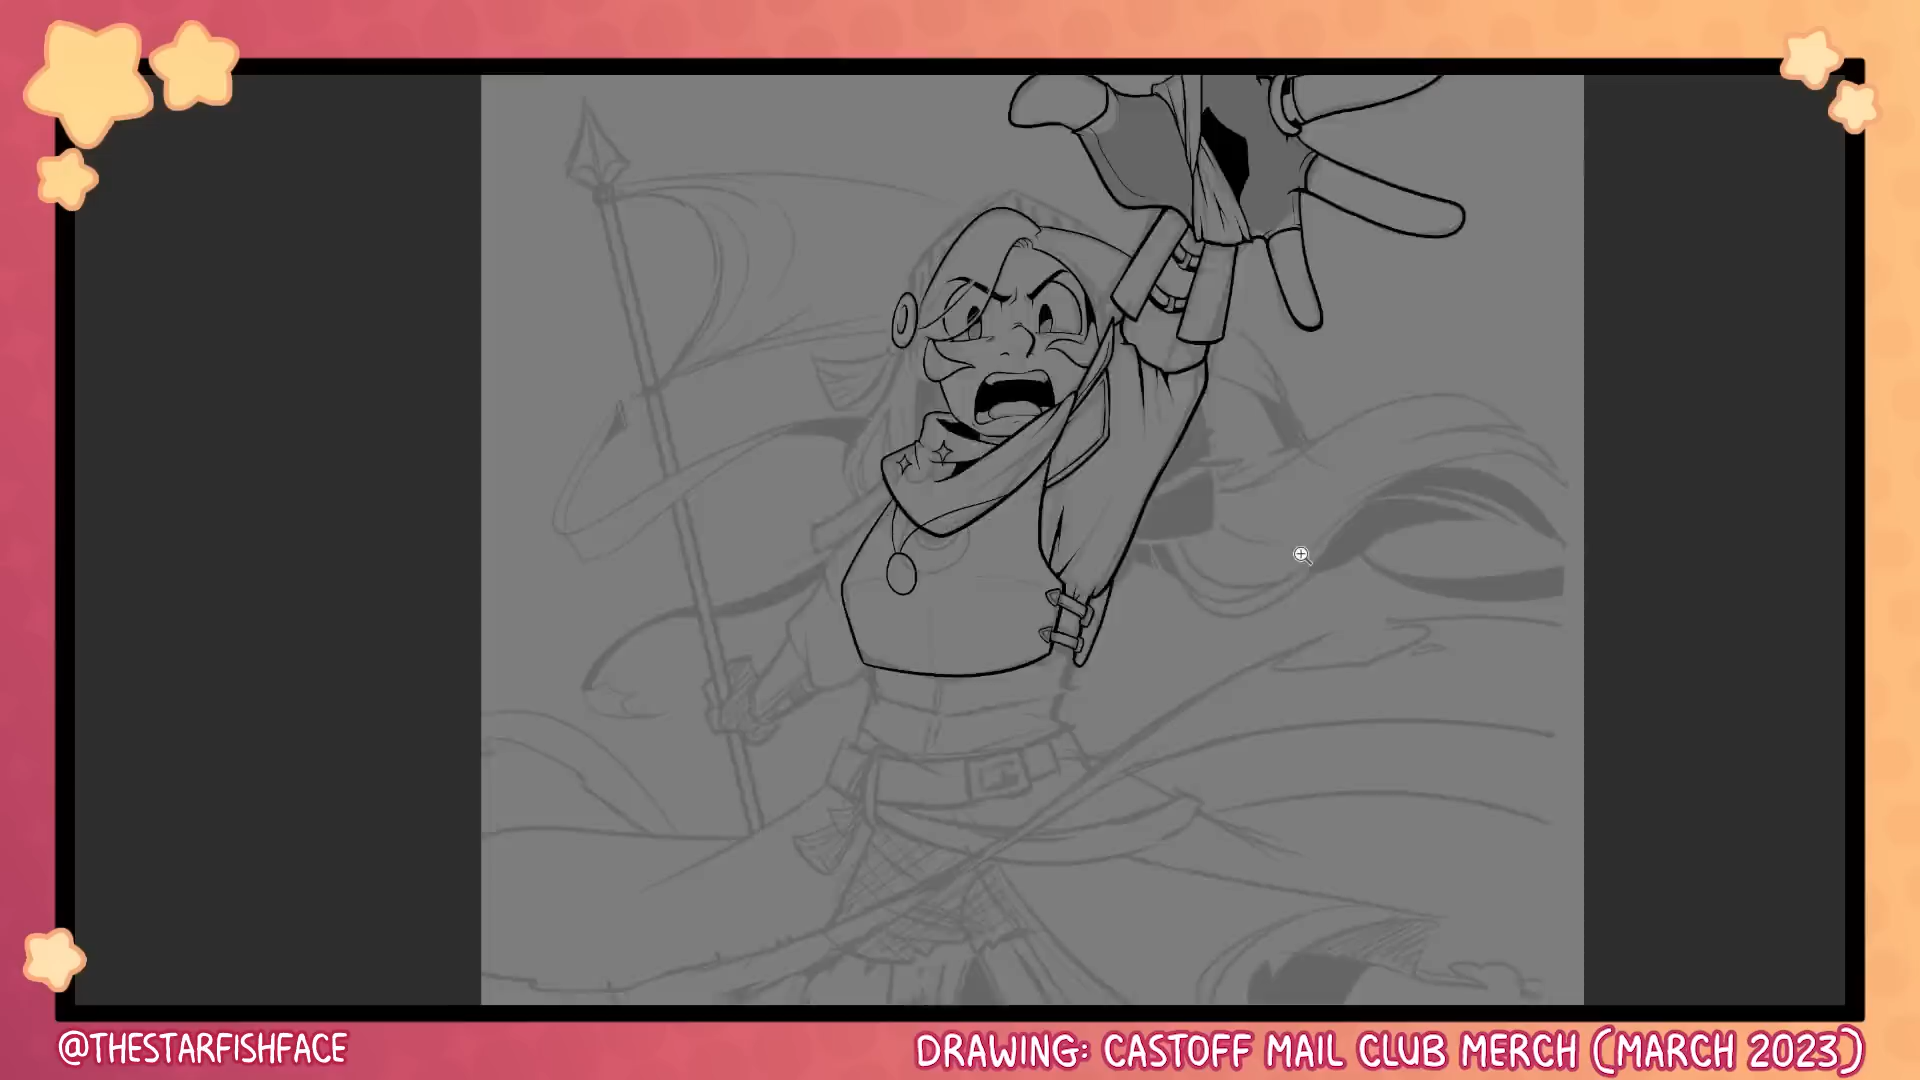 @THESTARFISHFACE
DRAWING: CASTOFF MAIL CLUB MERCH (MARCH 2023)